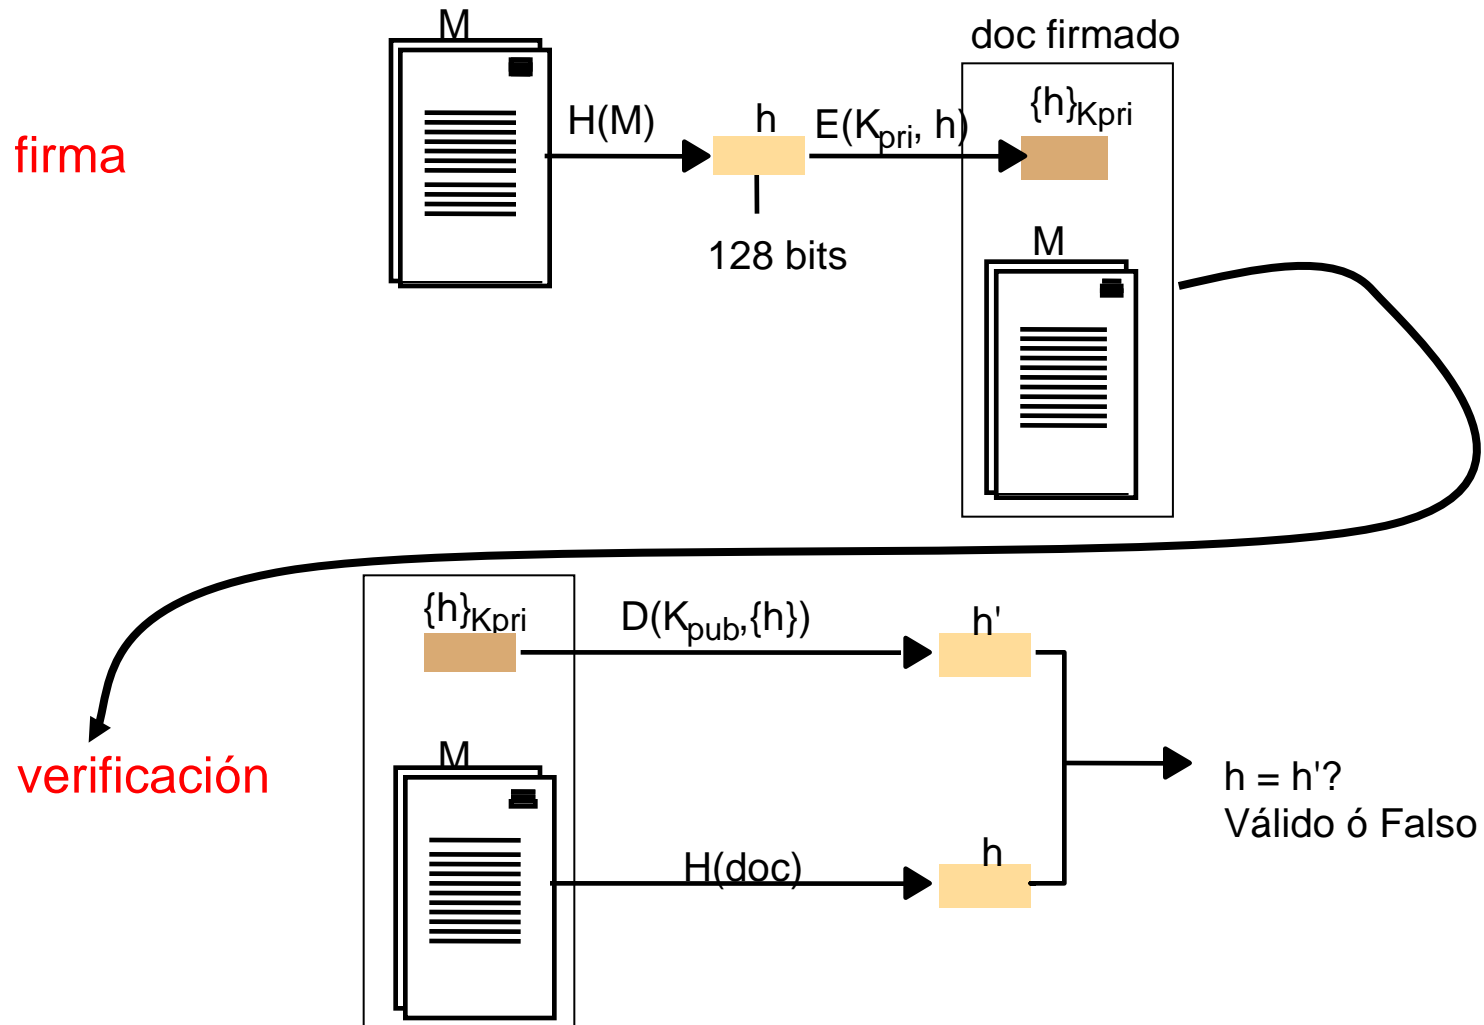 M
doc firmado
firma
H(M)
h
E(Kpri, h)
{h}Kpri
128 bits
M
{h}Kpri
D(Kpub,{h})
h'
verificación
M
h = h'?
Válido ó Falso
H(doc)
h